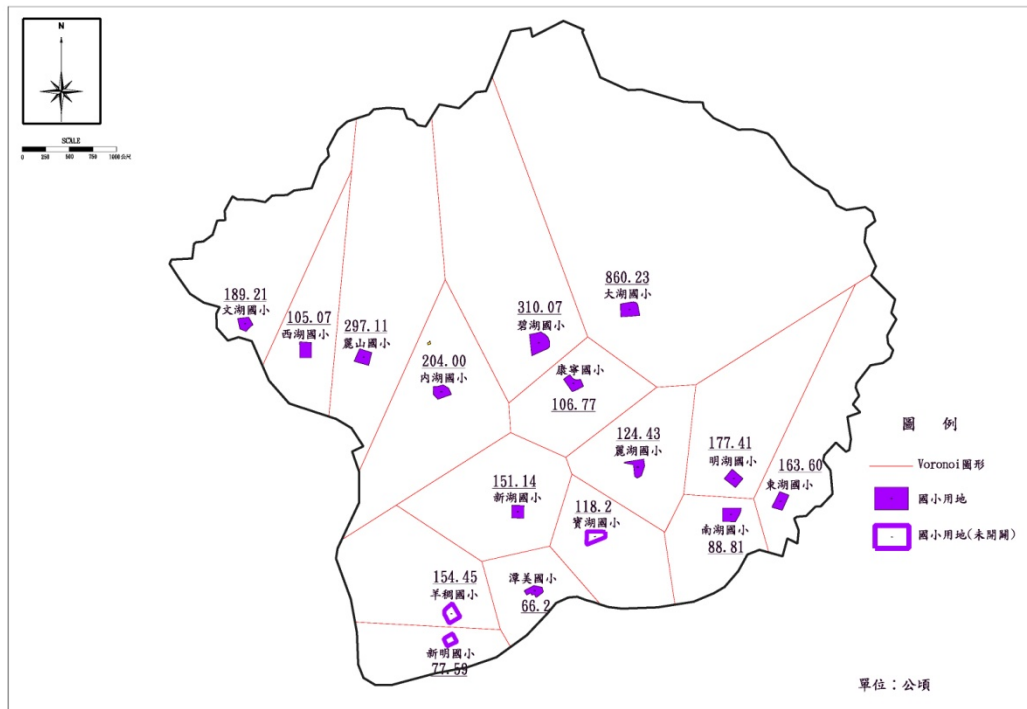 N
SCALE
0 250 500 750 1000公尺
860.23
大湖國小
189.21
文湖國小
310.07
碧湖國小
105.07
西湖國小
297.11
麗山國小
204.00
內湖國小
康寧國小
106.77
124.43
麗湖國小
177.41
明湖國小
163.60
東湖國小
151.14
新湖國小
118.2
寶湖國小
南湖國小
88.81
154.45
羊稠國小
潭美國小
66.2
新明國小
77.59
圖 例
Voronoi圖形
國小用地
國小用地(未開闢)
單位：公頃